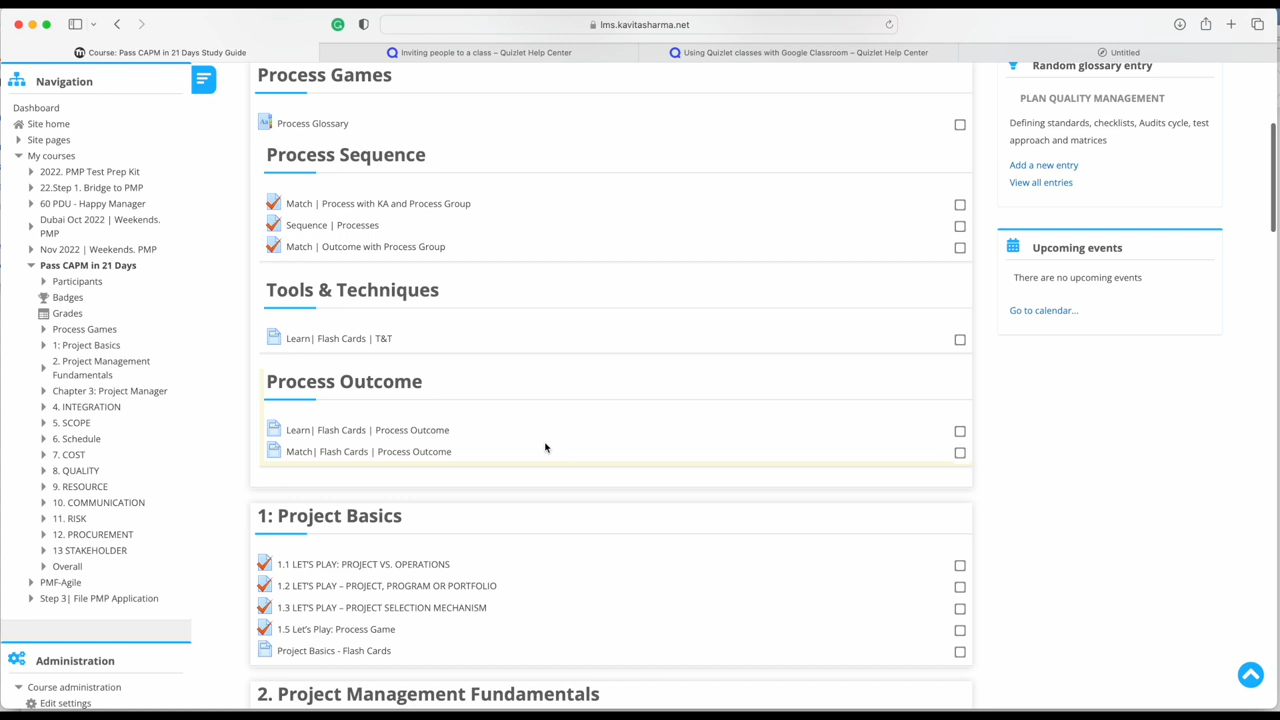 lms.kavitasharma.net
Course: Pass CAPM in 21 Days Study Guide
Inviting people to a class – Quizlet Help Center
Using Quizlet classes with Google Classroom – Quizlet Help Center
Untitled
Navigation
Dashboard
Site home
Site pages
My courses
2022. PMP Test Prep Kit
22.Step 1. Bridge to PMP
60 PDU - Happy Manager
Dubai Oct 2022 | Weekends.
PMP
Nov 2022 | Weekends. PMP
Pass CAPM in 21 Days
Participants
Badges
Grades
Process Games
1: Project Basics
2. Project Management
Fundamentals
Chapter 3: Project Manager
4. INTEGRATION
5. SCOPE
6. Schedule
7. COST
8. QUALITY
9. RESOURCE
10. COMMUNICATION
11. RISK
12. PROCUREMENT
13 STAKEHOLDER
Overall
PMF-Agile
Step 3| File PMP Application
Administration
Course administration
Edit settings
Process Games
Process Glossary
Process Sequence
Match | Process with KA and Process Group
Sequence | Processes
Match | Outcome with Process Group
Tools & Techniques
Learn| Flash Cards | T&T
Process Outcome
Learn| Flash Cards | Process Outcome
Match| Flash Cards | Process Outcome
1: Project Basics
1.1 LET'S PLAY: PROJECT VS. OPERATIONS
1.2 LET'S PLAY – PROJECT, PROGRAM OR PORTFOLIO
1.3 LET'S PLAY – PROJECT SELECTION MECHANISM
1.5 Let's Play: Process Game
Project Basics - Flash Cards
2. Project Management Fundamentals
Random glossary entry
PLAN QUALITY MANAGEMENT
Defining standards, checklists, Audits cycle, test
approach and matrices
Add a new entry
View all entries
Upcoming events
There are no upcoming events
Go to calendar...